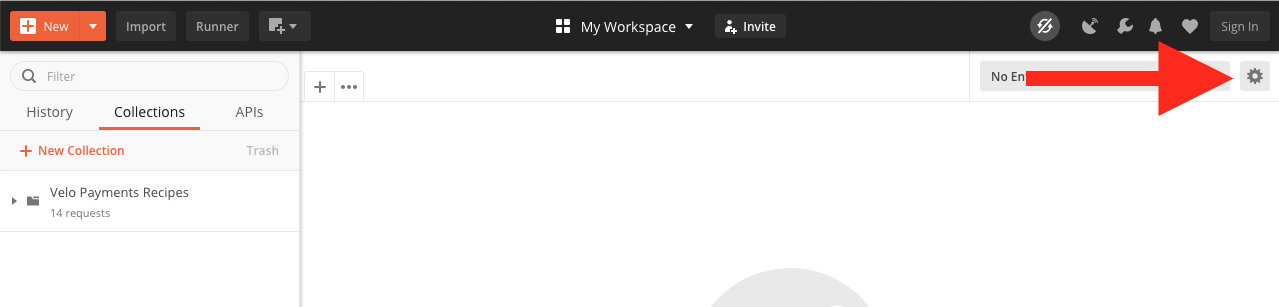 New Import Runner My Workspace Invite Sign In
Filter
No En
History Collections APIs
New Collection Trash
Velo Payments Recipes
14 requests